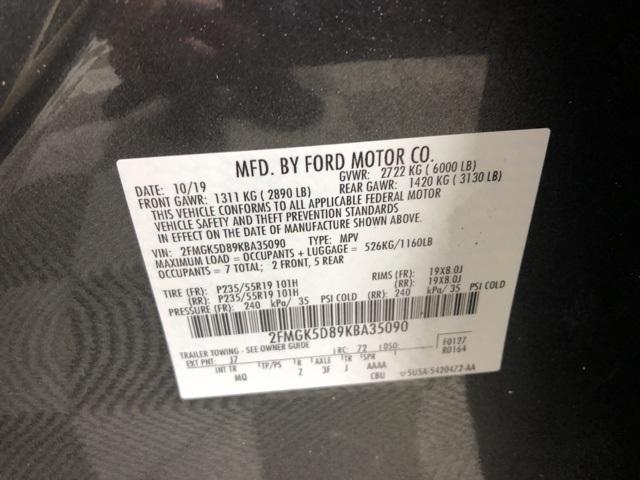 MFD. BY FORD MOTOR CO.
DATE: 10/19 GVWR: 2722 KG ( 6000 LB)
FRONT GAWR: 1311 KG ( 2890 LB) REAR GAWR: 1420 KG ( 3130 LB)
THIS VEHICLE CONFORMS TO ALL APPLICABLE FEDERAL MOTOR
VEHICLE SAFETY AND THEFT PREVENTION STANDARDS
IN EFFECT ON THE DATE OF MANUFACTURE SHOWN ABOVE.
VIN: 2FMGK5D89KBA35090 TYPE: MPV
MAXIMUM LOAD = OCCUPANTS + LUGGAGE = 526KG/1160LB
OCCUPANTS = 7 TOTAL; 2 FRONT, 5 REAR
TIRE (FR): P235/55R19 101H RIMS (FR): 19X8.0J
(RR): P235/55R19 101H (RR): 19X8.0J
PRESSURE (FR): 240 kPa/ 35 PSI COLD (RR): 240 kPa/ 35 PSI COLD
2FMGK5D89KBA35090
TRAILER TOWING - SEE OWNER GUIDE RC: 72 DSO: F0127
EXT PNT: J7 R0164
INT TR TP/PS R AXLE TR SPR
MQ Z 3F J AAAA
CBU 5USA-5420472-AA